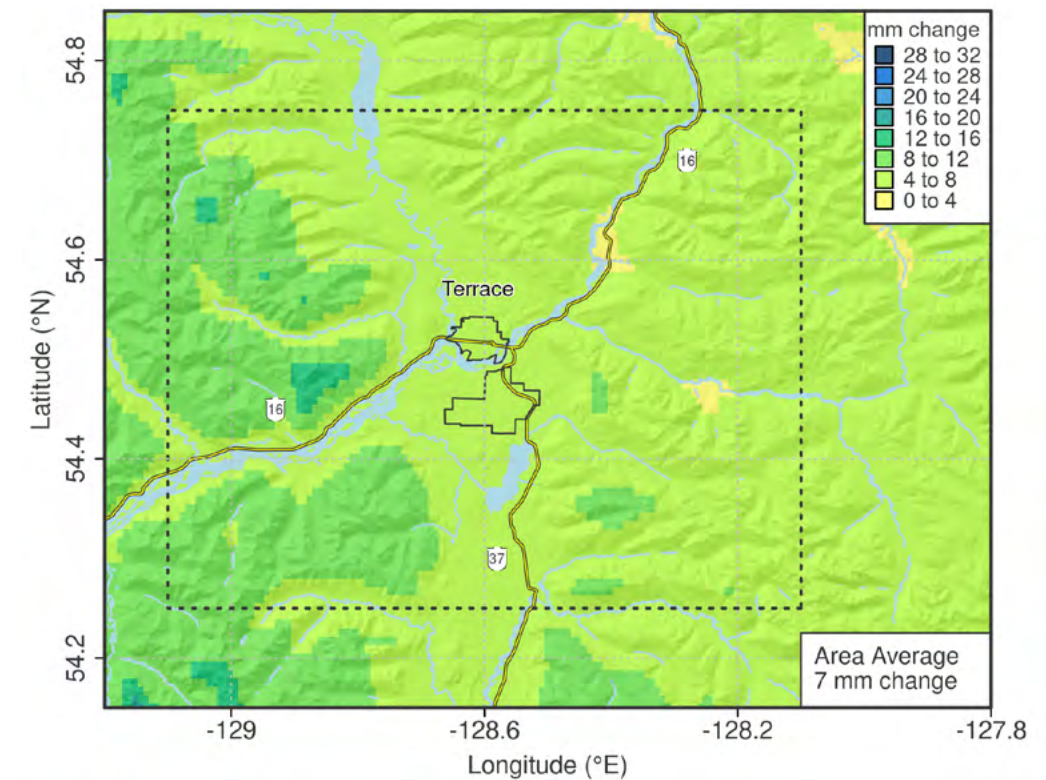 mm change
28 to 32
24 to 28
20 to 24
16 to 20
12 to 16
8 to 12
4 to 8
0 to 4
54.8
54.6
54.4
54.2
Latitude (°N)
16
Terrace
16
37
Area Average
7 mm change
-129
-128.6
-128.2
-127.8
Longitude (°E)